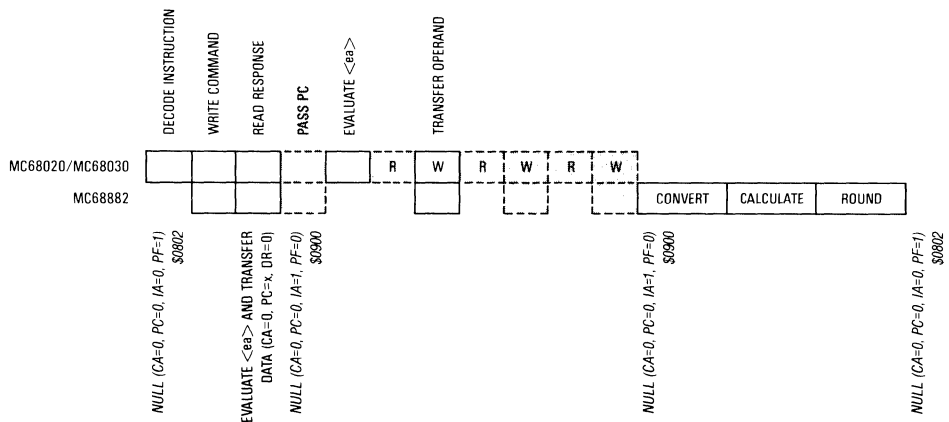 DECODE INSTRUCTION
WRITE COMMAND
READ RESPONSE
PASS PC
EVALUATE <ea>
TRANSFER OPERAND
MC68020/MC68030
R
W
R
W
R
W
MC68882
CONVERT
CALCULATE
ROUND
NULL (CA=0, PC=0, IA=0, PF=1)
$0802
EVALUATE <ea> AND TRANSFER
DATA (CA=0, PC=x, DR=0)
NULL (CA=0, PC=0, IA=1, PF=0)
$0900
NULL (CA=0, PC=0, IA=1, PF=0)
$0900
NULL (CA=0, PC=0, IA=0, PF=1)
$0802